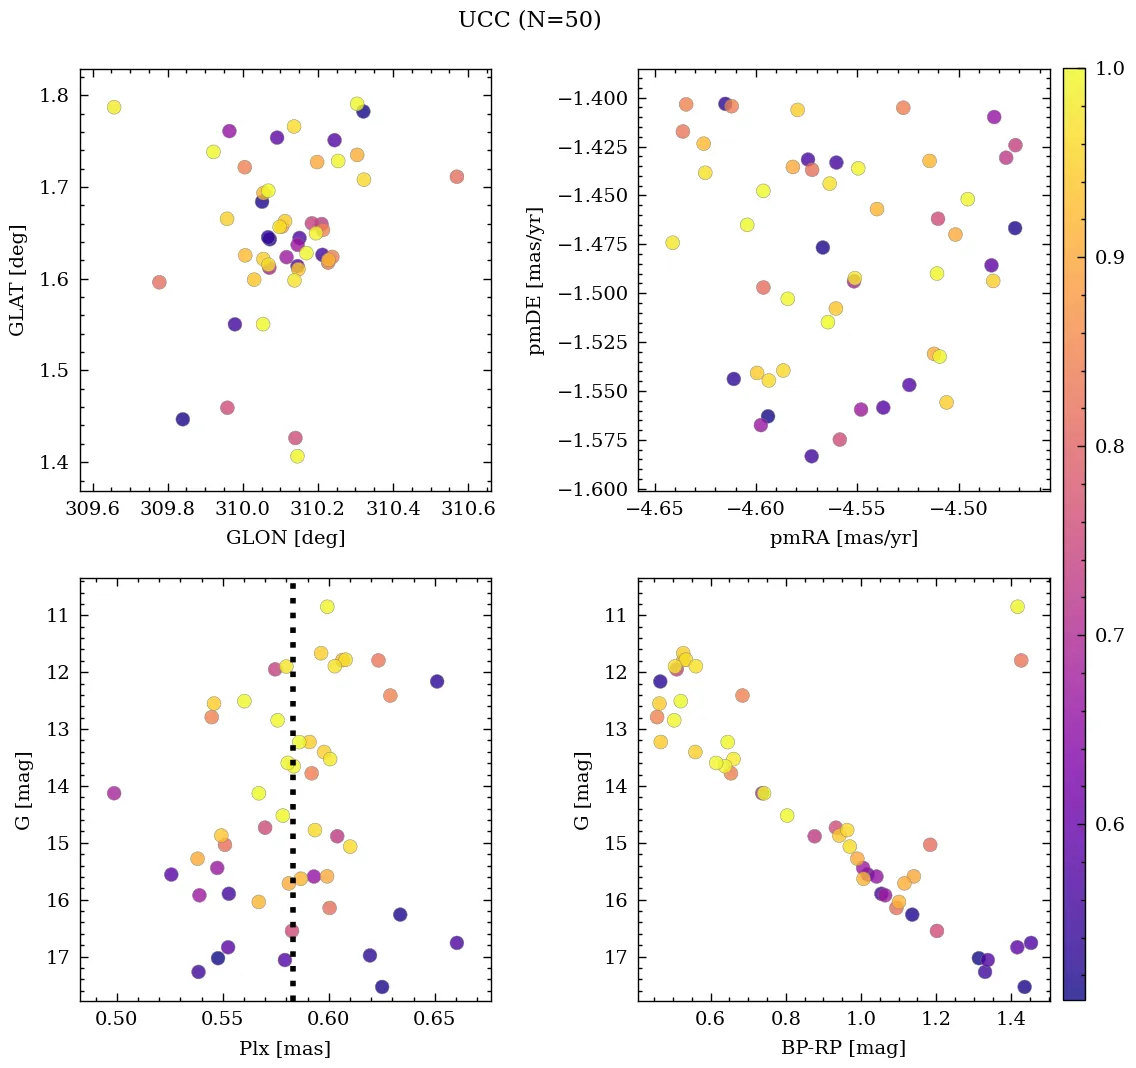 UCC (N=50)
1.8
1.7
1.6
1.5
1.4
GLAT [deg]
309.6 309.8 310.0 310.2 310.4 310.6
GLON [deg]
−1.400
−1.425
−1.450
−1.475
−1.500
−1.525
−1.550
−1.575
−1.600
pmDE [mas/yr]
−4.65 −4.60 −4.55 −4.50
pmRA [mas/yr]
1.0
0.9
0.8
0.7
0.6
11
12
13
14
15
16
17
G [mag]
0.50 0.55 0.60 0.65
Plx [mas]
11
12
13
14
15
16
17
G [mag]
0.6 0.8 1.0 1.2 1.4
BP-RP [mag]